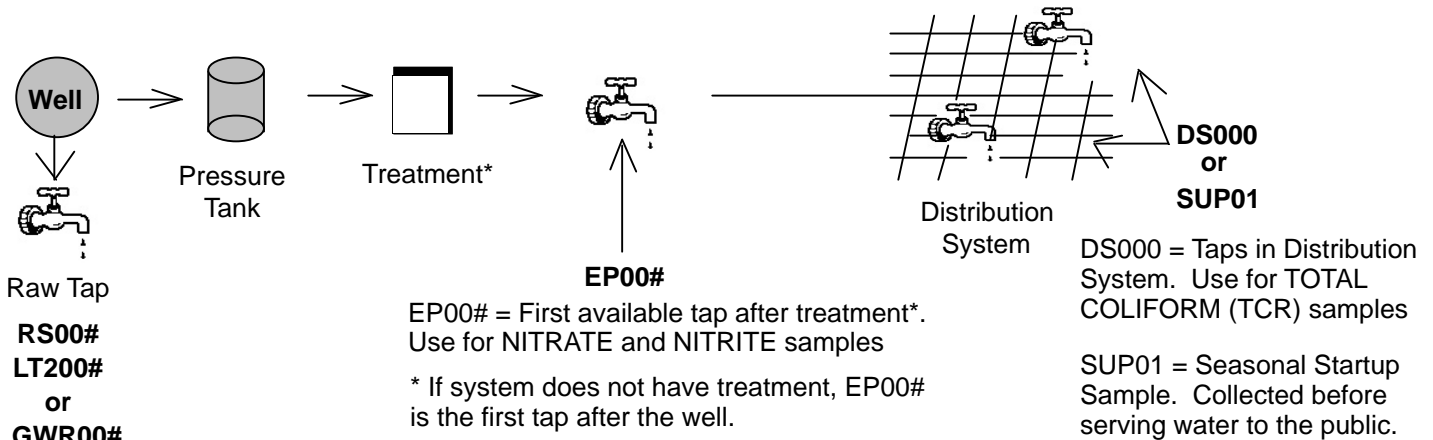 Well
Pressure
Tank
Treatment*
Raw Tap
RS00#
LT200#
or
GWR00#
EP00#
EP00# = First available tap after treatment*.
Use for NITRATE and NITRITE samples
* If system does not have treatment, EP00#
is the first tap after the well.
Distribution
System
DS000
or
SUP01
DS000 = Taps in Distribution
System. Use for TOTAL
COLIFORM (TCR) samples
SUP01 = Seasonal Startup
Sample. Collected before
serving water to the public.